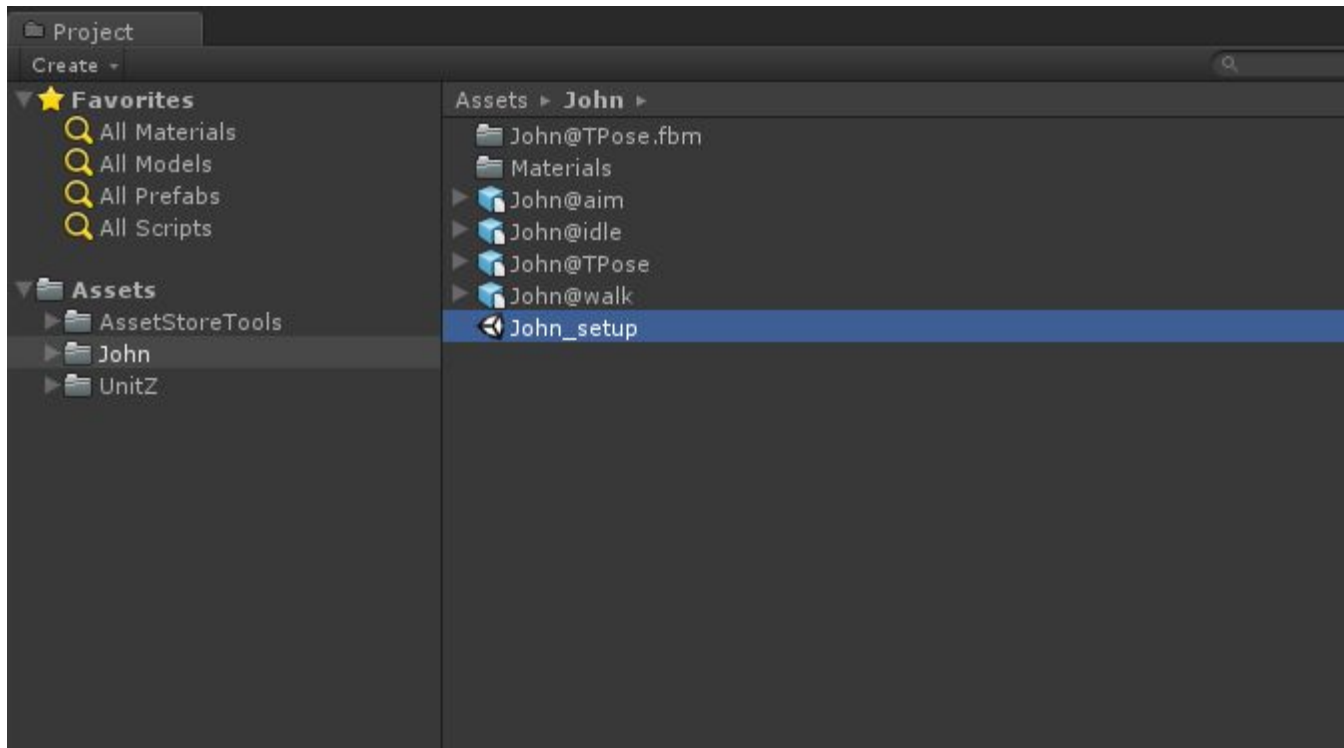 Project
Create
Favorites
All Materials
All Models
All Prefabs
All Scripts
Assets
AssetStoreTools
John
UnitZ
Assets ▸ John ▸
John@TPose.fbm
Materials
John@aim
John@idle
John@TPose
John@walk
John_setup